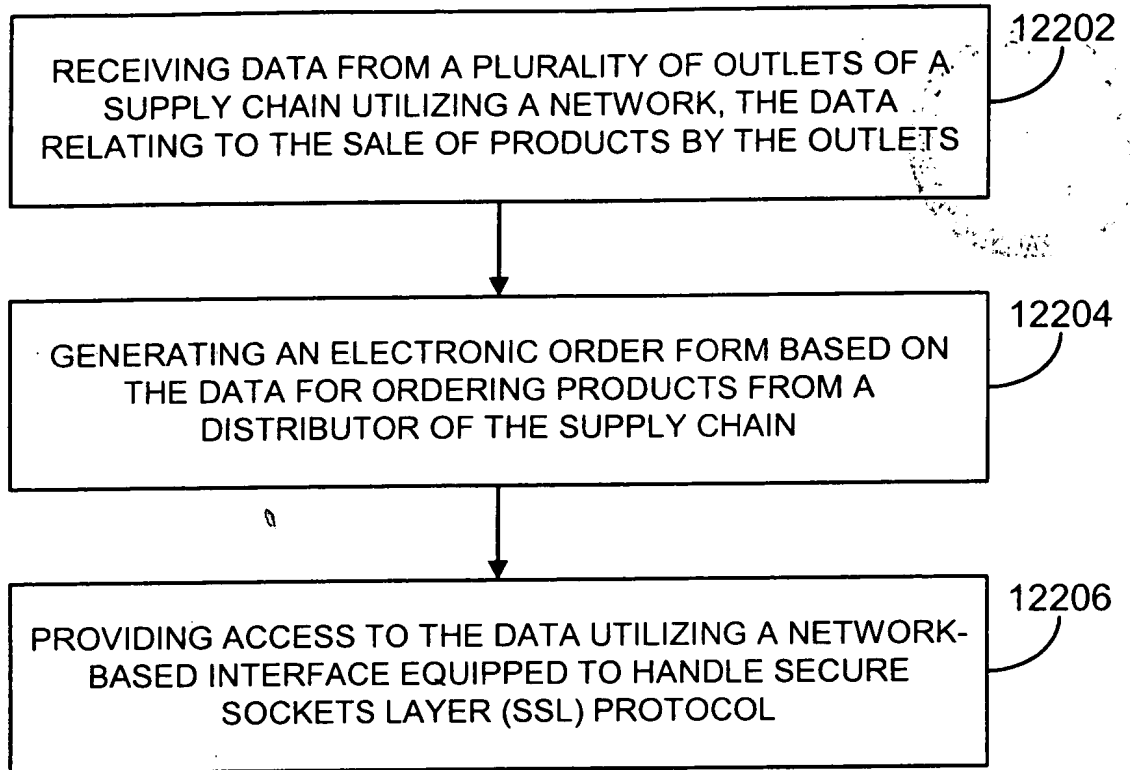 12202
RECEIVING DATA FROM A PLURALITY OF OUTLETS OF A
SUPPLY CHAIN UTILIZING A NETWORK, THE DATA
RELATING TO THE SALE OF PRODUCTS BY THE OUTLETS
12204
GENERATING AN ELECTRONIC ORDER FORM BASED ON
THE DATA FOR ORDERING PRODUCTS FROM A
DISTRIBUTOR OF THE SUPPLY CHAIN
12206
PROVIDING ACCESS TO THE DATA UTILIZING A NETWORK-
BASED INTERFACE EQUIPPED TO HANDLE SECURE
SOCKETS LAYER (SSL) PROTOCOL